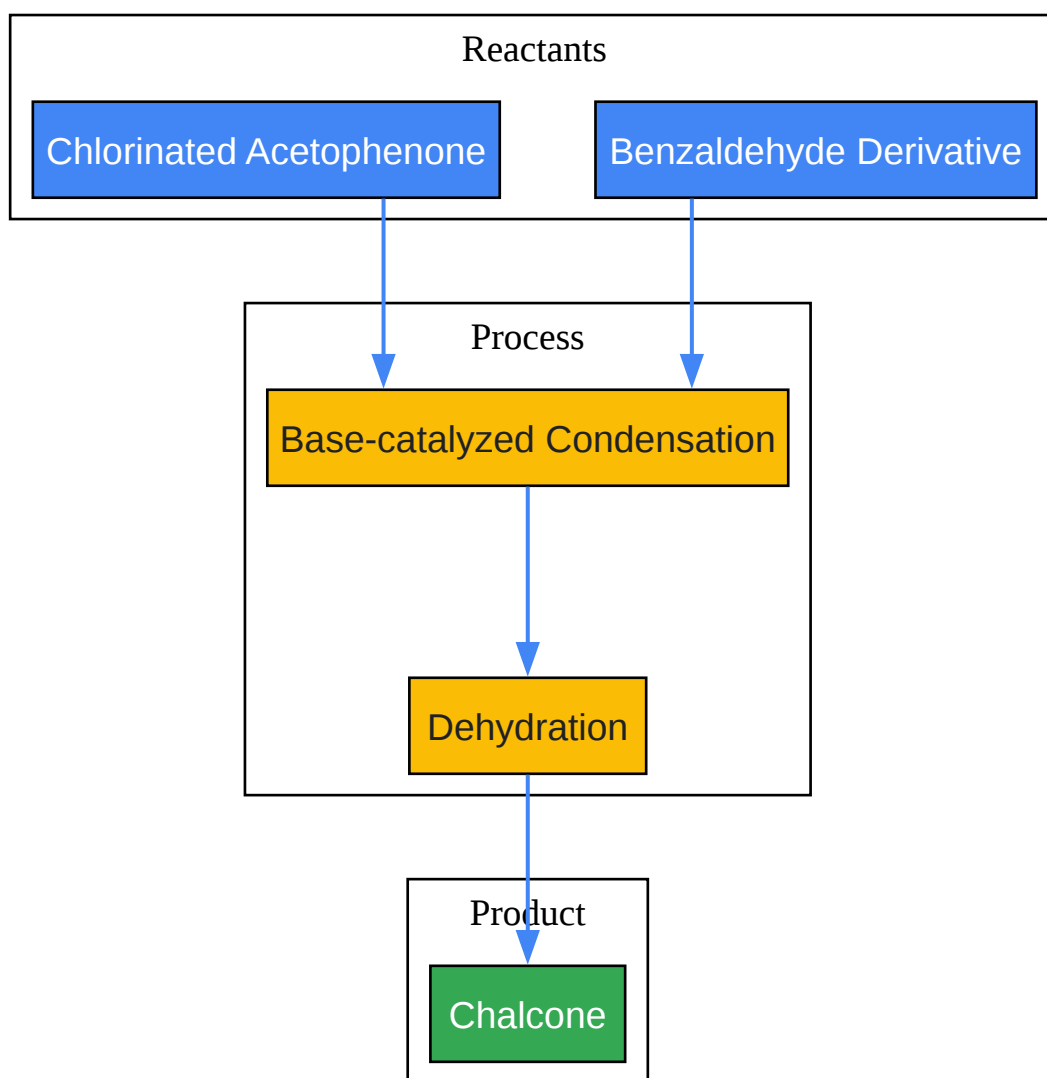 Reactants
Chlorinated Acetophenone
Benzaldehyde Derivative
Process
Base-catalyzed Condensation
Dehydration
Product
Chalcone